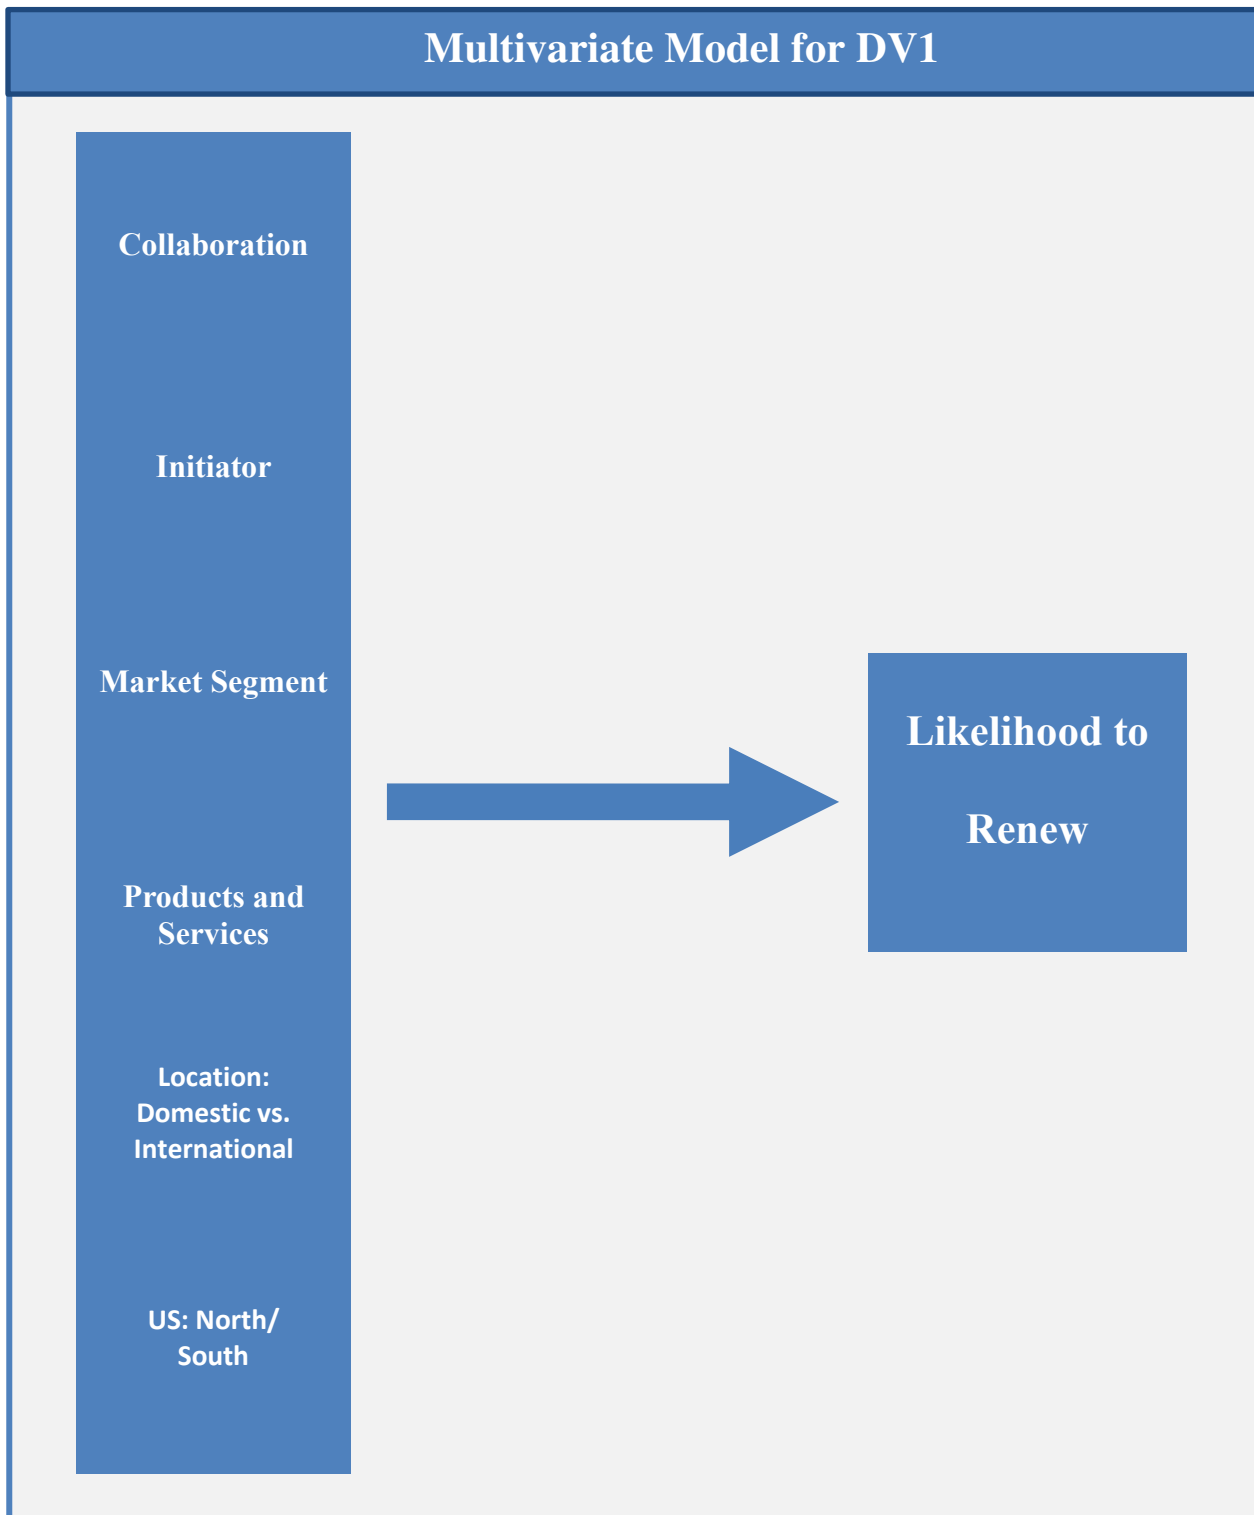 Multivariate Model for DV1
Collaboration
Initiator
Market Segment
Products and
Services
Location:
Domestic vs.
International
US: North/
South
Likelihood to
Renew